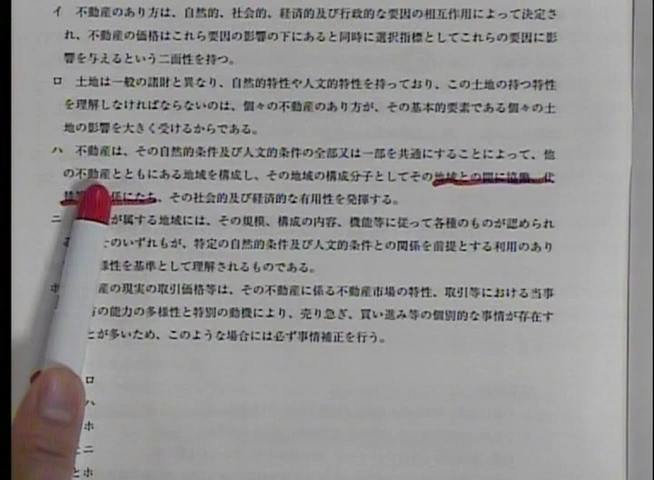 イ 不動産のあり方は、自然的、社会的、経済的及び行政的な要因の相互作用によって決定さ
れ、不動産の価格はこれら要因の影響の下にあると同時に選択指標としてこれらの要因に影
響を与えるという二面性を持つ。
ロ 土地は一般の諸財と異なり、自然的特性や人文的特性を持っており、この土地の持つ特性
を理解しなければならないのは、個々の不動産のあり方が、その基本的要素である個々の土
地の影響を大きく受けるからである。
ハ 不動産は、その自然的条件及び人文的条件の全部又は一部を共通にすることによって、他
の不動産とともにある地域を構成し、その地域の構成分子としてその地域との間に協働、代
係にたち、その社会的及び経済的な有用性を発揮する。
ニ が属する地域には、その規模、構成の内容、機能等に従って各種のものが認められ
る そのいずれもが、特定の自然的条件及び人文的条件との関係を前提とする利用のあり
様性を基準として理解されるものである。
ホ 産の現実の取引価格等は、その不動産に係る不動産市場の特性、取引等における当事
の能力の多様性と特別の動機により、売り急ぎ、買い進み等の個別的な事情が存在す
とが多いため、このような場合には必ず事情補正を行う。
ロ
ハ
ホ
ニ
とホ